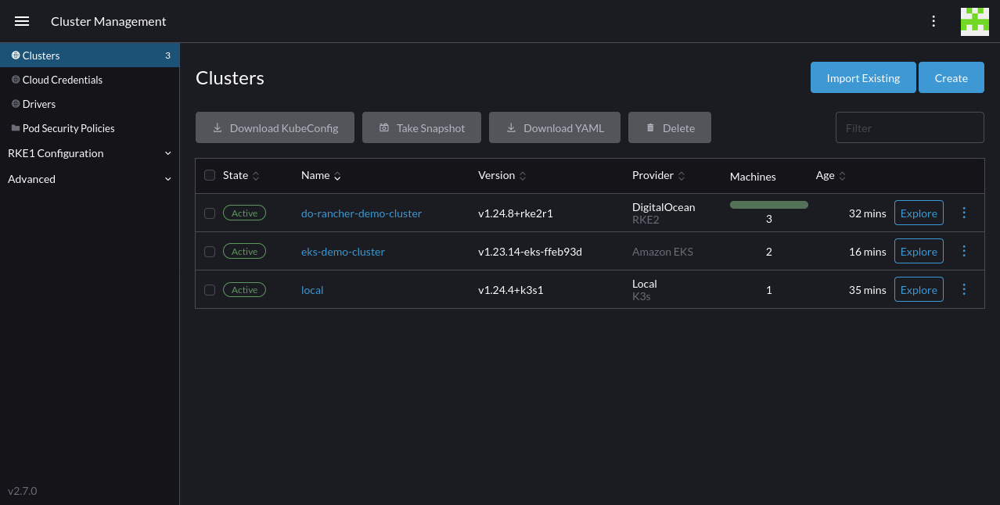 Cluster Management
Clusters 3
Cloud Credentials
Drivers
Pod Security Policies
RKE1 Configuration
Advanced
v2.7.0
Clusters
Import Existing
Create
Download KubeConfig
Take Snapshot
Download YAML
Delete
Filter
State Name Version Provider Machines Age
Active do-rancher-demo-cluster v1.24.8+rke2r1 DigitalOcean RKE2 3 32 mins Explore
Active eks-demo-cluster v1.23.14-eks-ffeb93d Amazon EKS 2 16 mins Explore
Active local v1.24.4+k3s1 Local K3s 1 35 mins Explore